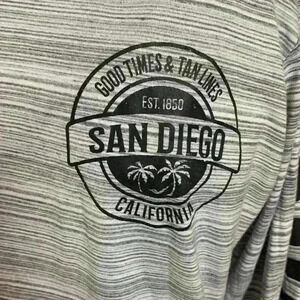 GOOD TIMES & TAN LINES
EST. 1850
SAN DIEGO
CALIFORNIA